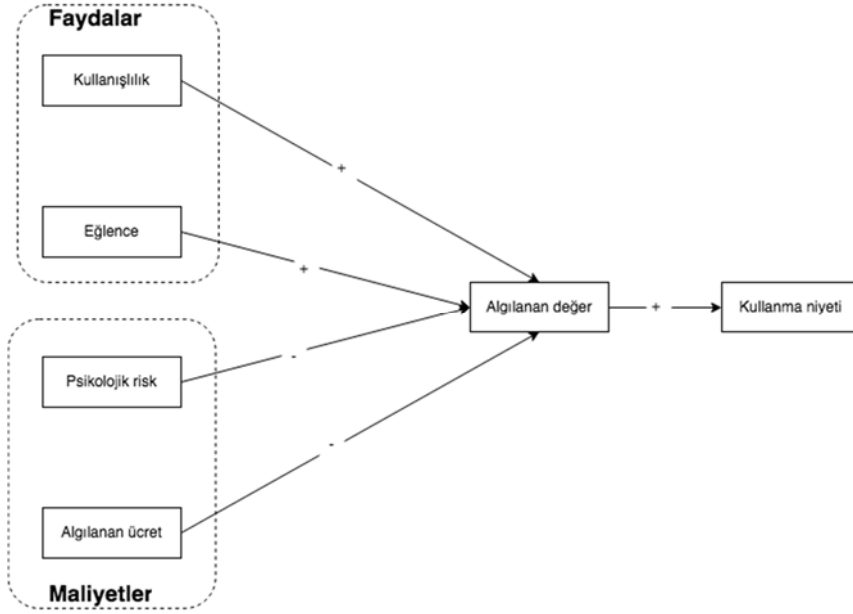 Faydalar
Kullanışlılık
+
Eğlence
+
Algılanan değer
+
Kullanma niyeti
Psikolojik risk
-
-
Algılanan ücret
Maliyetler